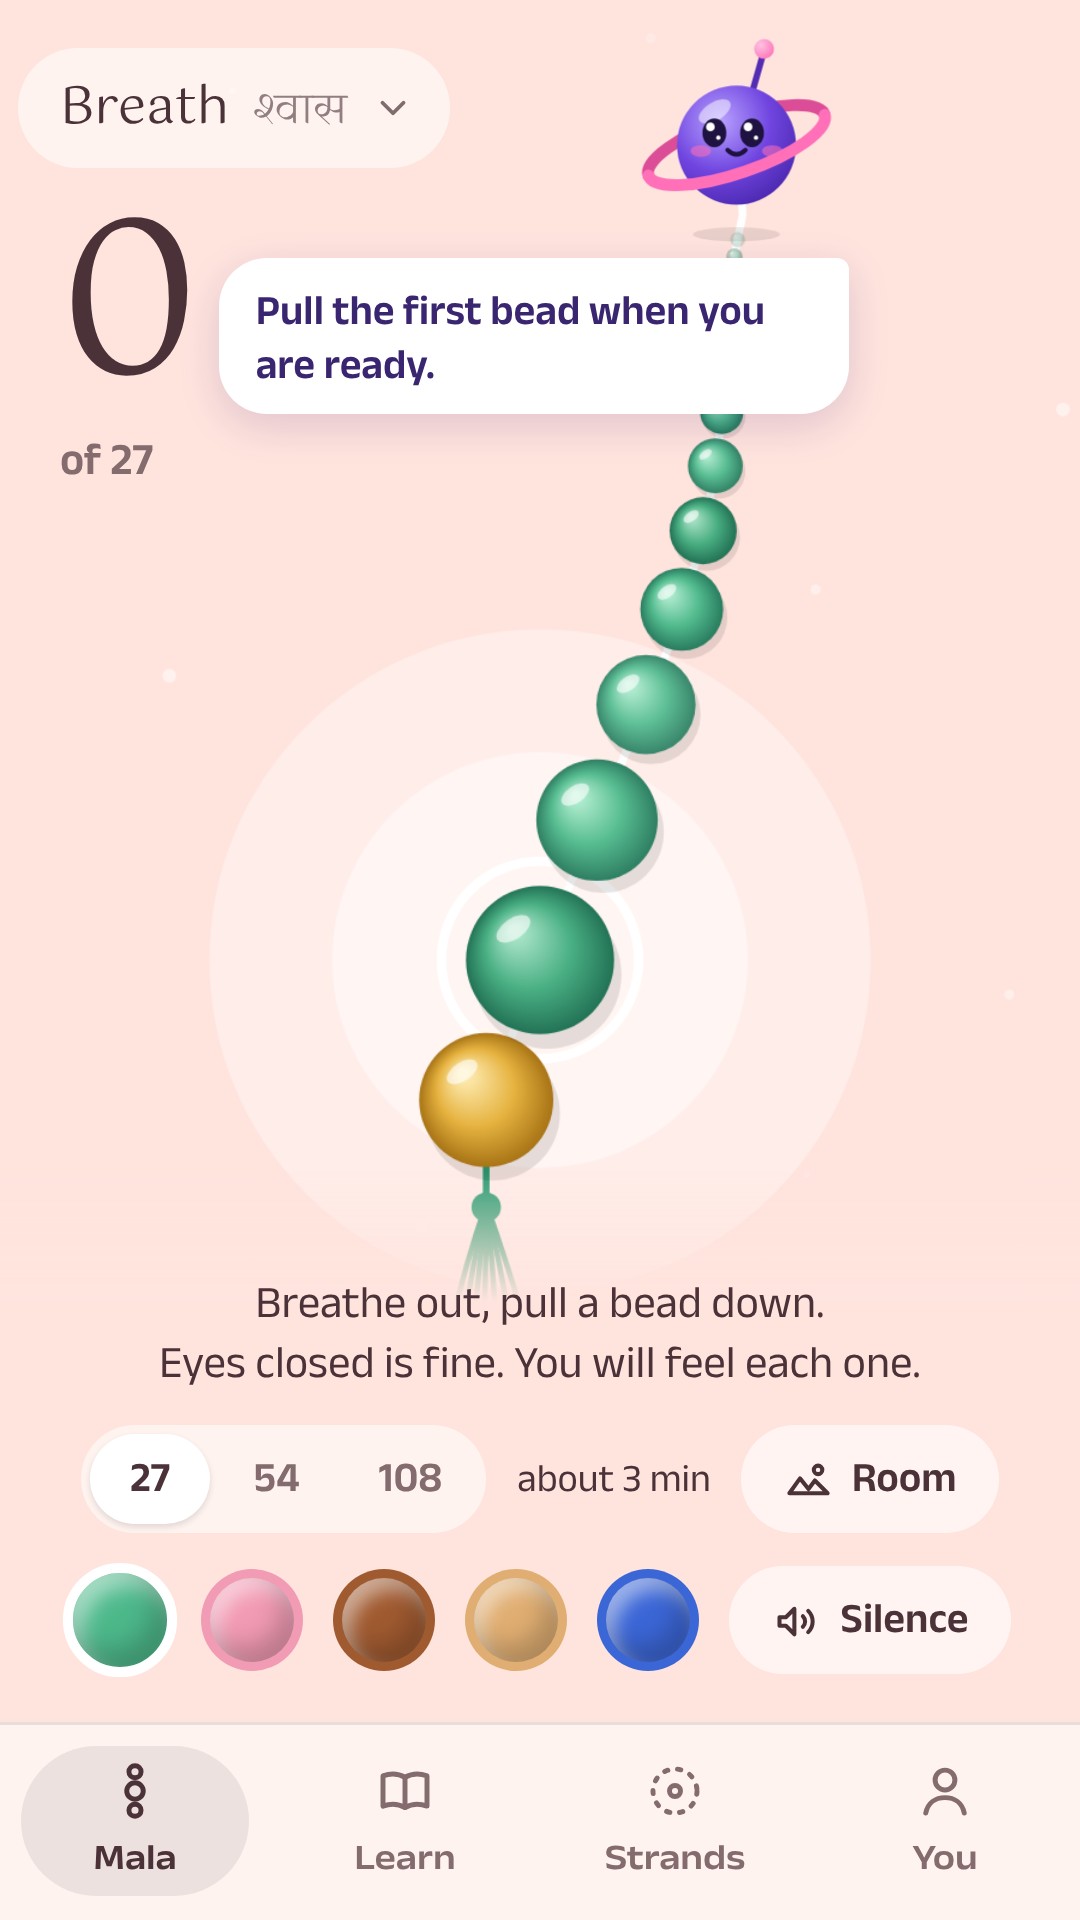 Breath श्वास
0
Pull the first bead when you
are ready.
of 27
Breathe out, pull a bead down.
Eyes closed is fine. You will feel each one.
27 54 108 about 3 min Room
Silence
Mala Learn Strands You